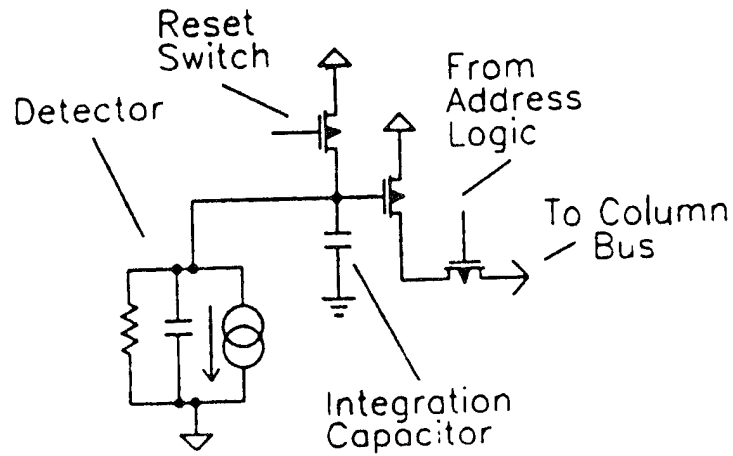 Reset
Switch
From
Address
Logic
Detector
To Column
Bus
Integration
Capacitor